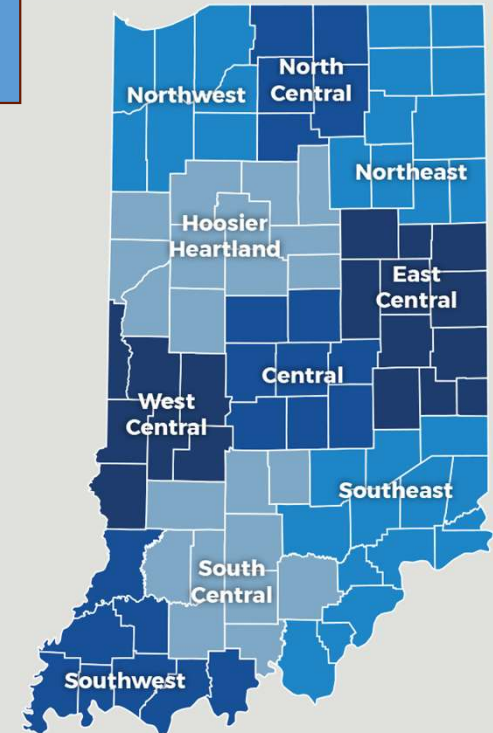 North
Central
Northwest
Northeast
Hoosier
Heartland
East
Central
Central
West
Central
Southeast
South
Central
Southwest